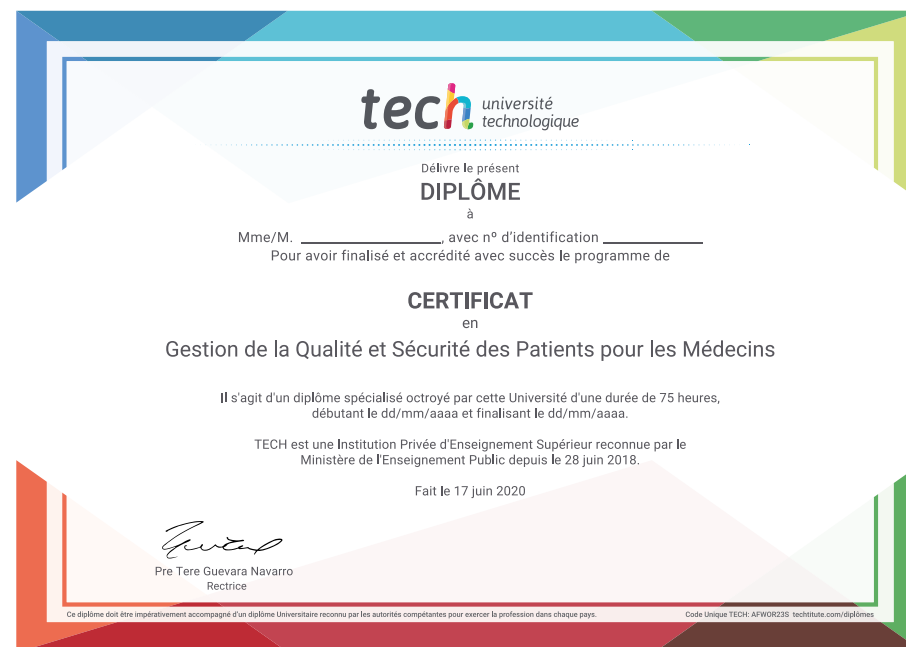 tech université
technologique
Délivre le présent
DIPLÔME
à
Mme/M. ____________________, avec nº d'identification ______________
Pour avoir finalisé et accrédité avec succès le programme de
CERTIFICAT
en
Gestion de la Qualité et Sécurité des Patients pour les Médecins
Il s'agit d'un diplôme spécialisé octroyé par cette Université d'une durée de 75 heures,
débutant le dd/mm/aaaa et finalisant le dd/mm/aaaa.
TECH est une Institution Privée d'Enseignement Supérieur reconnue par le
Ministère de l'Enseignement Public depuis le 28 juin 2018.
Fait le 17 juin 2020
Pre Tere Guevara Navarro
Rectrice
Ce diplôme doit être impérativement accompagné d'un diplôme Universitaire reconnu par les autorités compétantes pour exercer la profession dans chaque pays. Code Unique TECH: AFWOR23S techtitute.com/diplômes